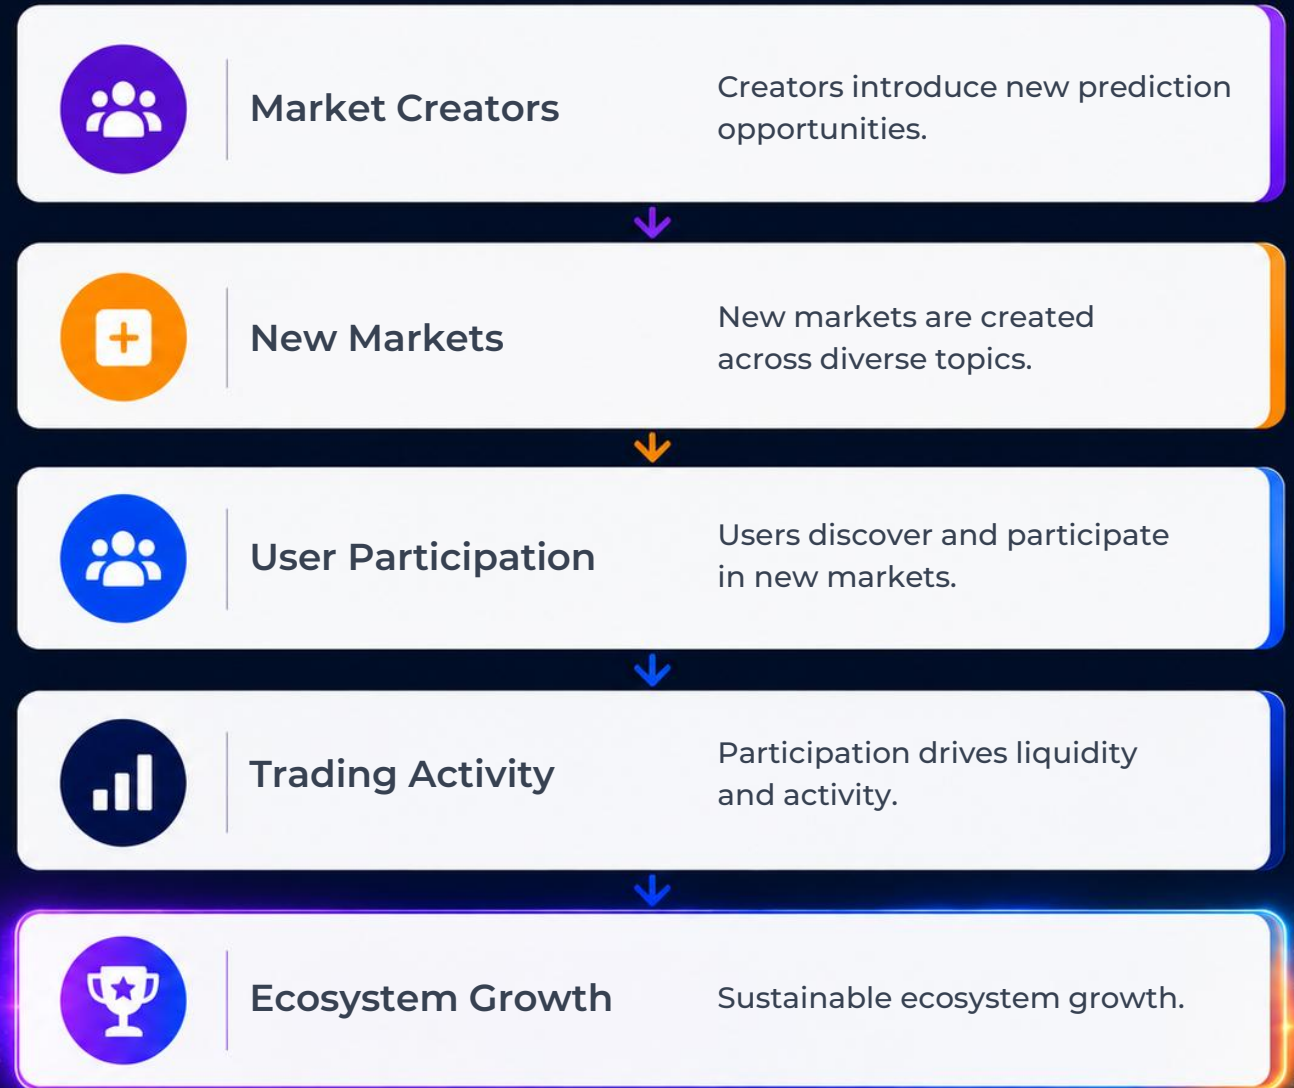 Market Creators
Creators introduce new prediction
opportunities.
New Markets
New markets are created
across diverse topics.
User Participation
Users discover and participate
in new markets.
Trading Activity
Participation drives liquidity
and activity.
Ecosystem Growth
Sustainable ecosystem growth.